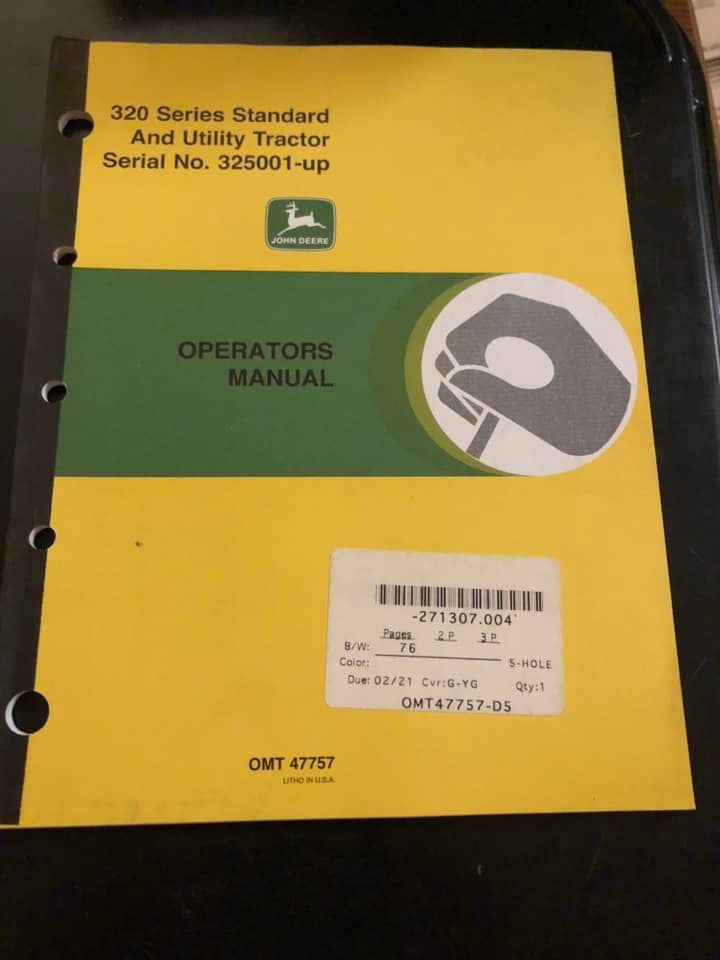 320 Series Standard
And Utility Tractor
Serial No. 325001-up
JOHN DEERE
OPERATORS
MANUAL
-271307.004
Pages 2P 3P
B/W: 76
Color: 5-HOLE
Due: 02/21 Cvr:G-YG Qty:1
OMT47757-D5
OMT 47757
LITHO IN U.S.A.